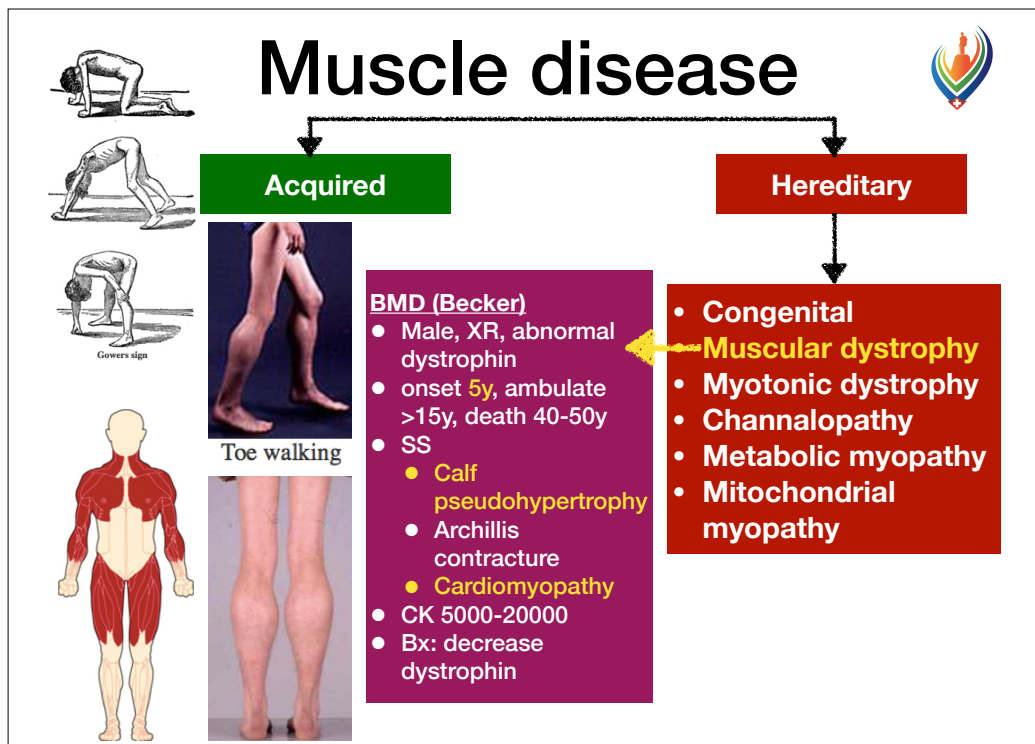 Muscle disease
Acquired
Hereditary
Gowers sign
Toe walking
BMD (Becker)
● Male, XR, abnormal
dystrophin
● onset 5y, ambulate
>15y, death 40-50y
● SS
● Calf
pseudohypertrophy
● Archillis
contracture
● Cardiomyopathy
● CK 5000-20000
● Bx: decrease
dystrophin
• Congenital
• Muscular dystrophy
• Myotonic dystrophy
• Channalopathy
• Metabolic myopathy
• Mitochondrial
myopathy